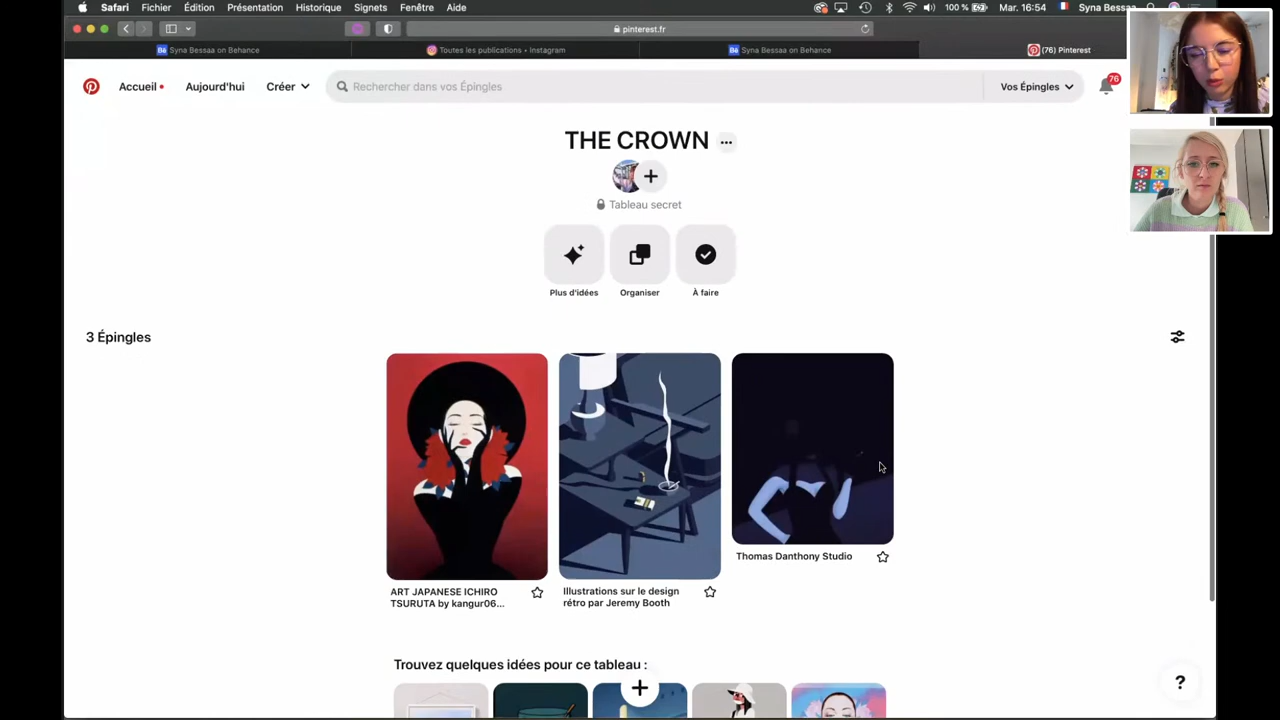 Safari Fichier Édition Présentation Historique Signets Fenêtre Aide 100 % Mar. 16:54 Syna Bessaa
pinterest.fr
Bē Syna Bessaa on Behance Toutes les publications • Instagram Bē Syna Bessaa on Behance (76) Pinterest
Accueil Aujourd'hui Créer Rechercher dans vos Épingles Vos Épingles 76
THE CROWN
Tableau secret
Plus d'idées Organiser À faire
3 Épingles
Thomas Danthony Studio
ART JAPANESE ICHIRO
TSURUTA by kangur06...
Illustrations sur le design
rétro par Jeremy Booth
Trouvez quelques idées pour ce tableau :
?